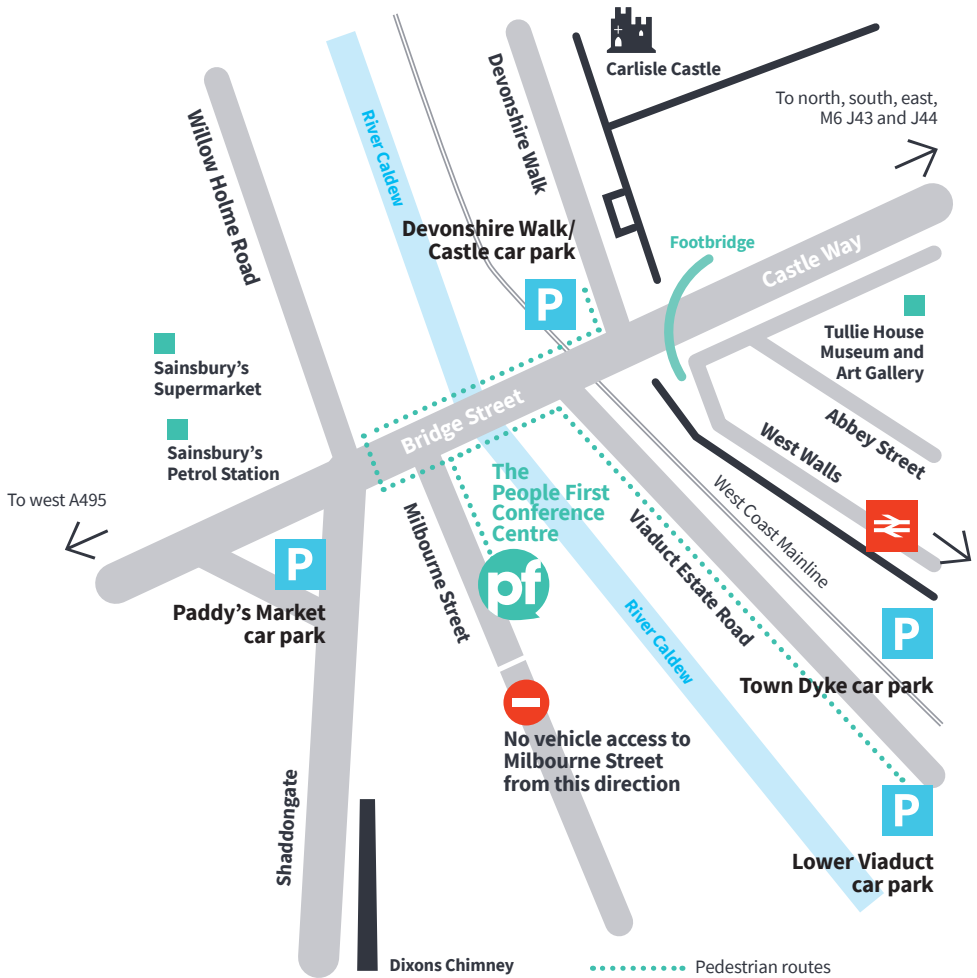 Carlisle Castle
To north, south, east,
M6 J43 and J44
Devonshire Walk
Willow Holme Road
River Caldew
Devonshire Walk/
Castle car park
P
Footbridge
Castle Way
Tullie House
Museum and
Art Gallery
Sainsbury's
Supermarket
Sainsbury's
Petrol Station
Bridge Street
Abbey Street
West Walls
To west A495
The
People First
Conference
Centre
pf
West Coast Mainline
Milbourne Street
Viaduct Estate Road
P
Paddy's Market
car park
River Caldew
P
Town Dyke car park
No vehicle access to
Milbourne Street
from this direction
Shaddongate
P
Lower Viaduct
car park
Dixons Chimney
Pedestrian routes